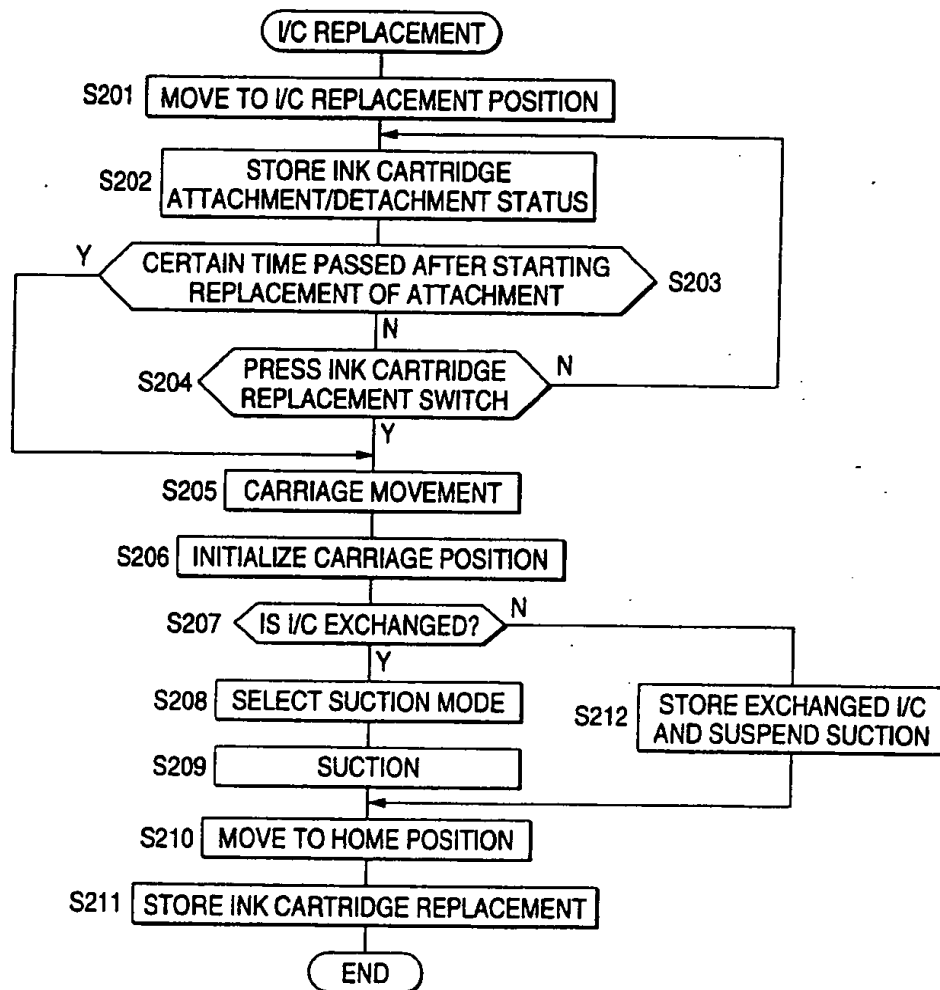 I/C REPLACEMENT
S201 MOVE TO I/C REPLACEMENT POSITION
S202 STORE INK CARTRIDGE
ATTACHMENT/DETACHMENT STATUS
Y
CERTAIN TIME PASSED AFTER STARTING
REPLACEMENT OF ATTACHMENT
S203
N
S204 PRESS INK CARTRIDGE
REPLACEMENT SWITCH
N
Y
S205 CARRIAGE MOVEMENT
S206 INITIALIZE CARRIAGE POSITION
S207 IS I/C EXCHANGED?
N
Y
S208 SELECT SUCTION MODE
S212 STORE EXCHANGED I/C
AND SUSPEND SUCTION
S209 SUCTION
S210 MOVE TO HOME POSITION
S211 STORE INK CARTRIDGE REPLACEMENT
END